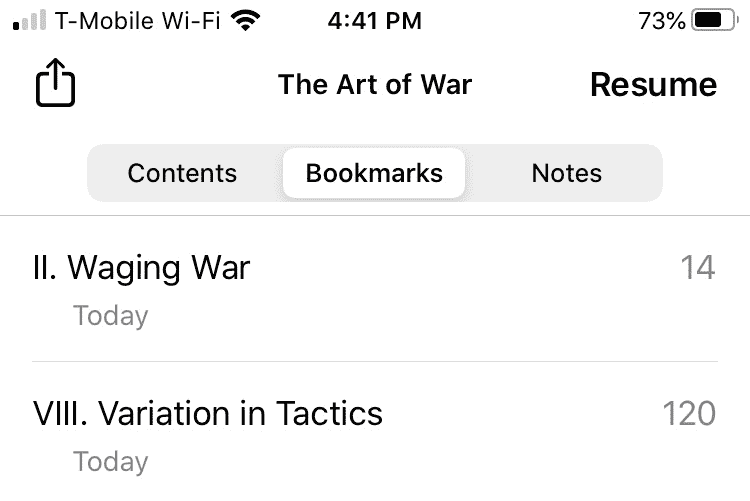 T-Mobile Wi-Fi 4:41 PM 73%
The Art of War Resume
Contents Bookmarks Notes
II. Waging War 14
Today
VIII. Variation in Tactics 120
Today